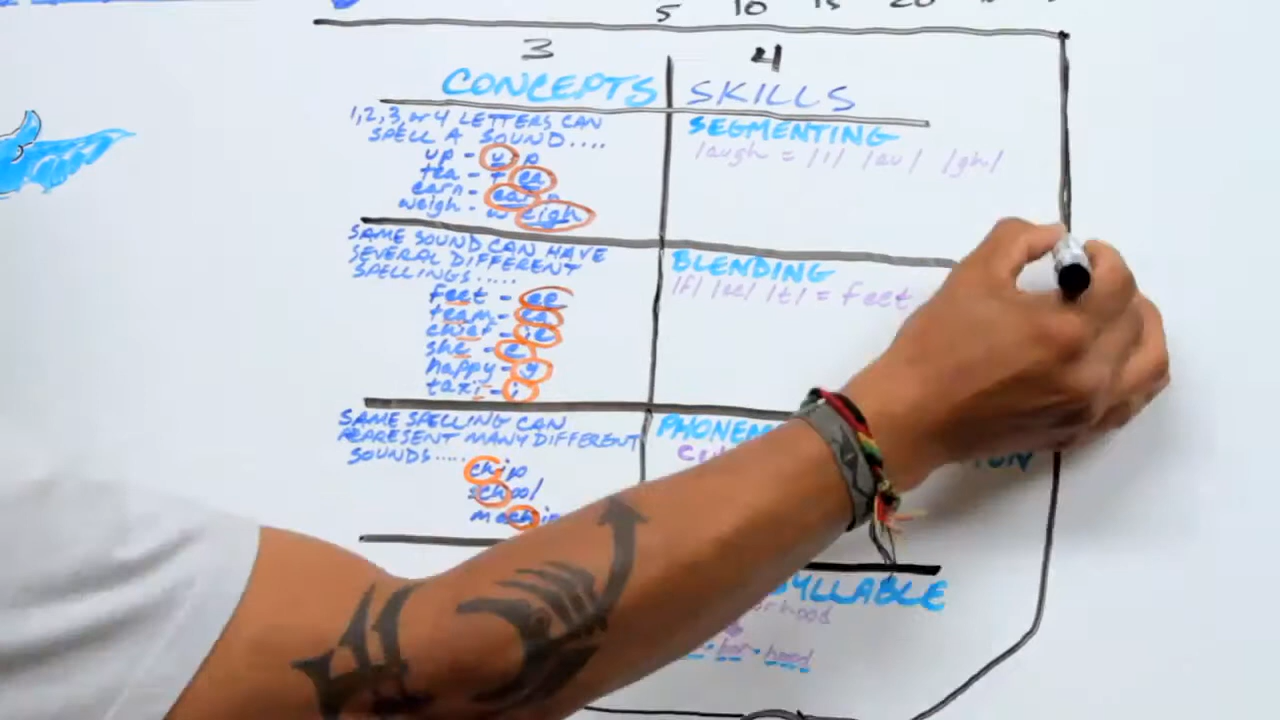 5 10 15 20
3
4
CONCEPTS
SKILLS
1,2,3, or 4 LETTERS CAN
SPELL A SOUND....
up - u p
tea - t ea
earn - ear n
weigh - w eigh
SEGMENTING
laugh = /l/ /au/ /gh/
SAME SOUND CAN HAVE
SEVERAL DIFFERENT
SPELLINGS.....
feet - ee
team - ea
chief - ie
she - e
happy - y
taxi - i
BLENDING
/f/ /ee/ /t/ = feet
SAME SPELLING CAN
REPRESENT MANY DIFFERENT
SOUNDS.....
chip
school
SYLLABLE